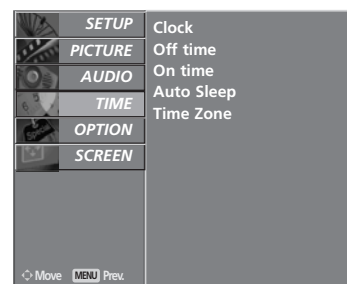 SETUP
PICTURE
AUDIO
TIME
OPTION
SCREEN
Clock
Off time
On time
Auto Sleep
Time Zone
Move MENU Prev.